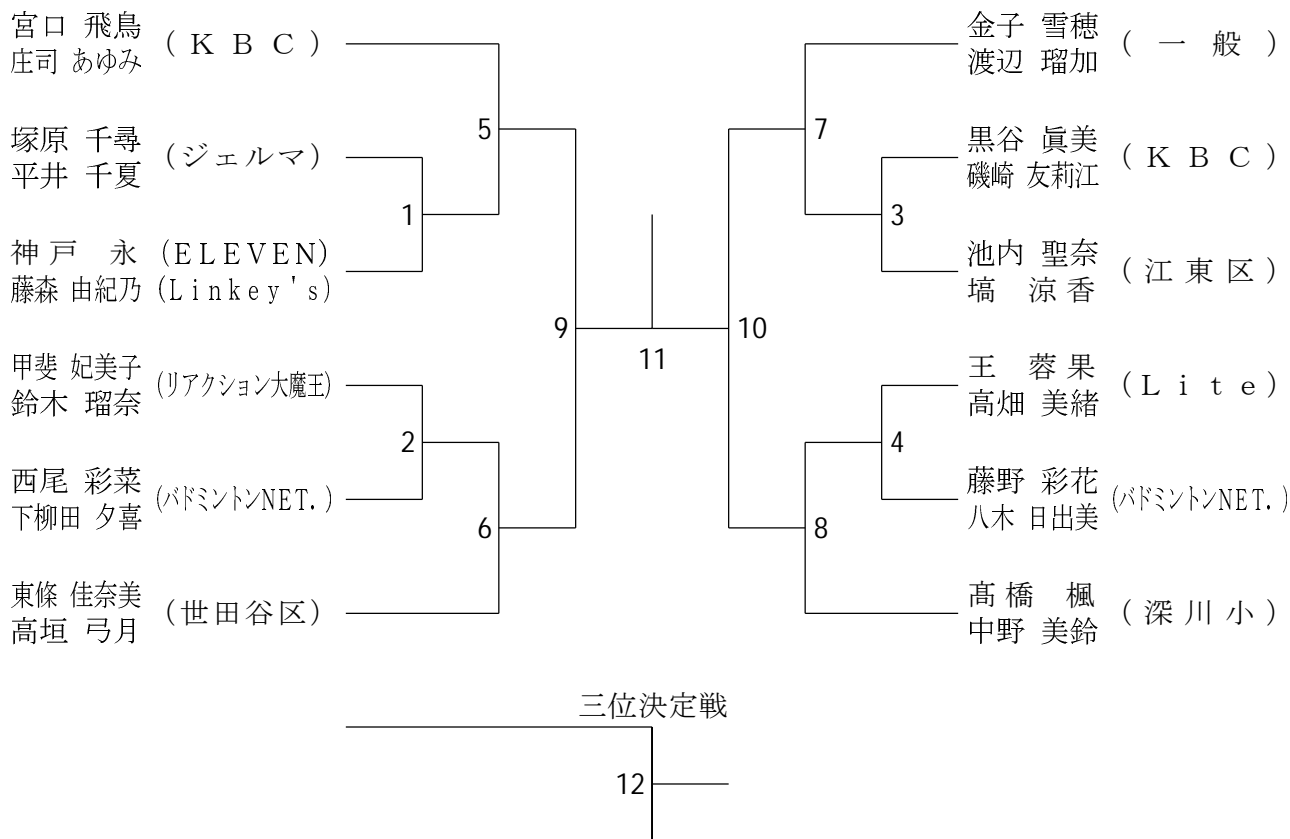 宮口 飛鳥
庄司 あゆみ
(ＫＢＣ)
塚原 千尋
平井 千夏
(ジェルマ)
神戸 永 (ELEVEN)
藤森 由紀乃 (Linkey's)
甲斐 妃美子
鈴木 瑠奈
(リアクション大魔王)
西尾 彩菜
下柳田 夕喜
(バドミントンNET.)
東條 佳奈美
高垣 弓月
(世田谷区)
5
1
2
6
9
11
10
7
3
4
8
金子 雪穂
渡辺 瑠加
(一般)
黒谷 眞美
磯崎 友莉江
(ＫＢＣ)
池内 聖奈
塙 涼香
(江東区)
王 蓉果
高畑 美緒
(Ｌｉｔｅ)
藤野 彩花
八木 日出美
(バドミントンNET.)
髙橋 楓
中野 美鈴
(深川小)
三位決定戦
12